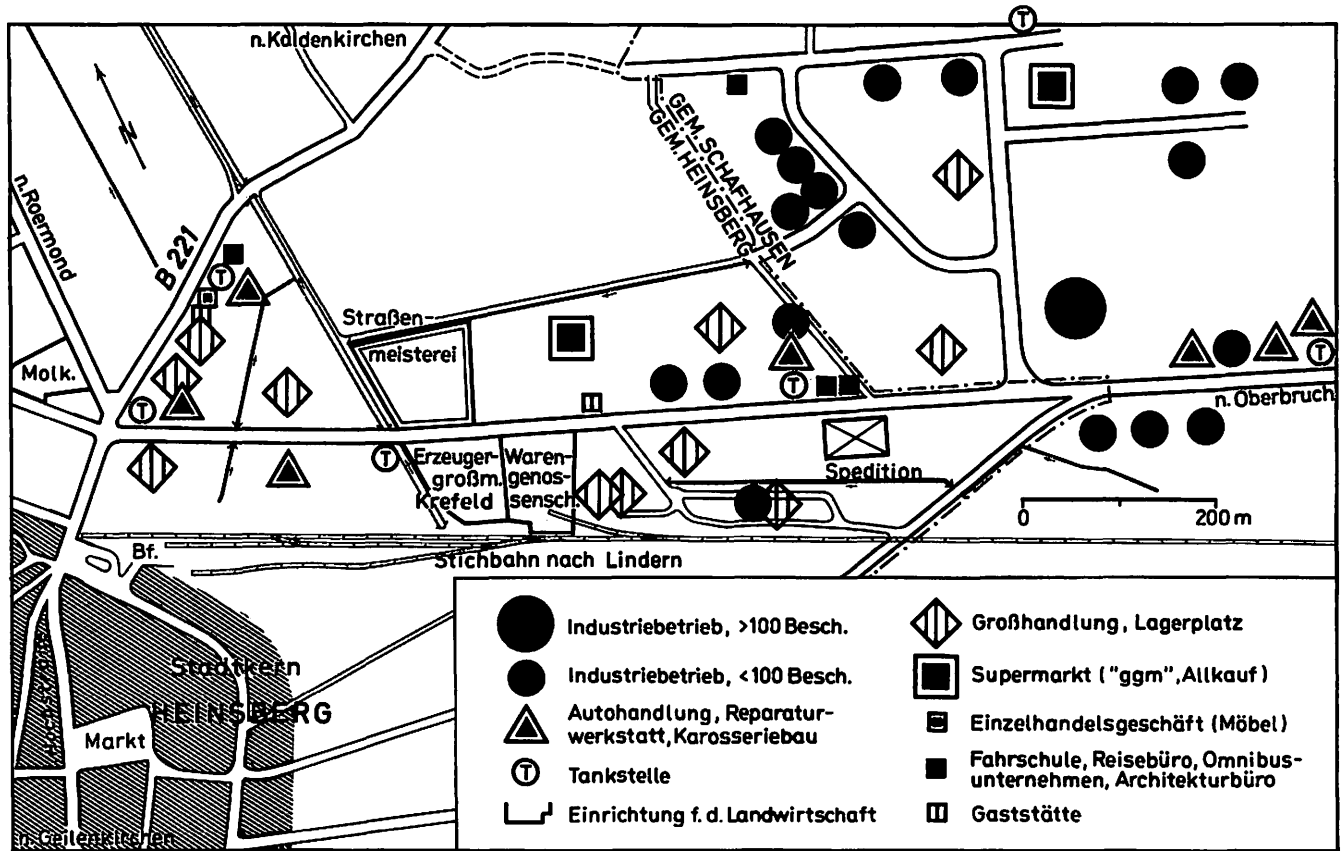 T
n. Kaldenkirchen
N
n. Roermond
B 221
GEM. SCHAFHAUSEN
GEM. HEINSBERG
T
Straßen-
meisterei
Molk.
T
T
T
n. Oberbruch
T
Erzeuger-
großm.
Krefeld
Waren-
genos-
sensch.
Spedition
0
200 m
Bf.
Stichbahn nach Lindern
Stadtkern
HEINSBERG
Hochstraße
Markt
n. Geilenkirchen
Industriebetrieb, >100 Besch.
Industriebetrieb, <100 Besch.
Autohandlung, Reparatur-
werkstatt, Karosseriebau
T Tankstelle
Einrichtung f. d. Landwirtschaft
Großhandlung, Lagerplatz
Supermarkt ("ggm", Allkauf)
Einzelhandelsgeschäft (Möbel)
Fahrschule, Reisebüro, Omnibus-
unternehmen, Architekturbüro
Gaststätte